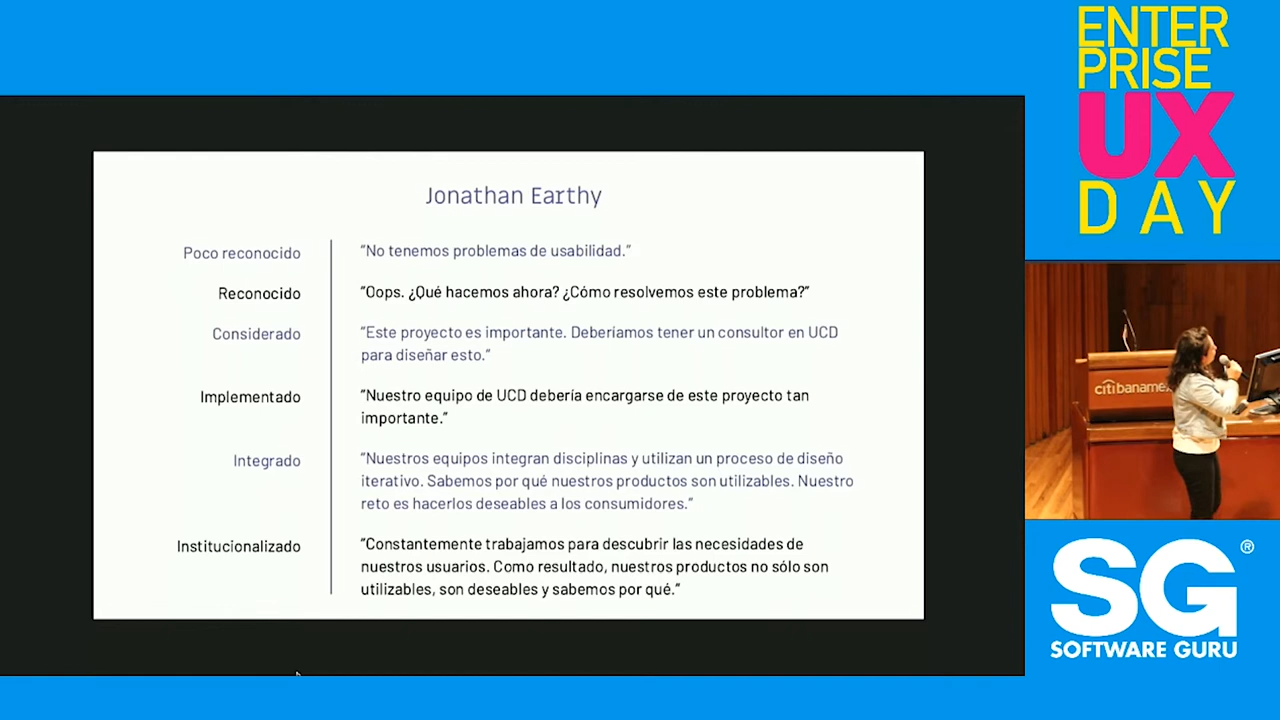 ENTER
PRISE
UX
DAY
Jonathan Earthy
Poco reconocido
"No tenemos problemas de usabilidad."
Reconocido
"Oops. ¿Qué hacemos ahora? ¿Cómo resolvemos este problema?"
Considerado
"Este proyecto es importante. Deberíamos tener un consultor en UCD
para diseñar esto."
Implementado
"Nuestro equipo de UCD debería encargarse de este proyecto tan
importante."
Integrado
"Nuestros equipos integran disciplinas y utilizan un proceso de diseño
iterativo. Sabemos por qué nuestros productos son utilizables. Nuestro
reto es hacerlos deseables a los consumidores."
Institucionalizado
"Constantemente trabajamos para descubrir las necesidades de
nuestros usuarios. Como resultado, nuestros productos no sólo son
utilizables, son deseables y sabemos por qué."
citibaname
SG®
SOFTWARE GURU